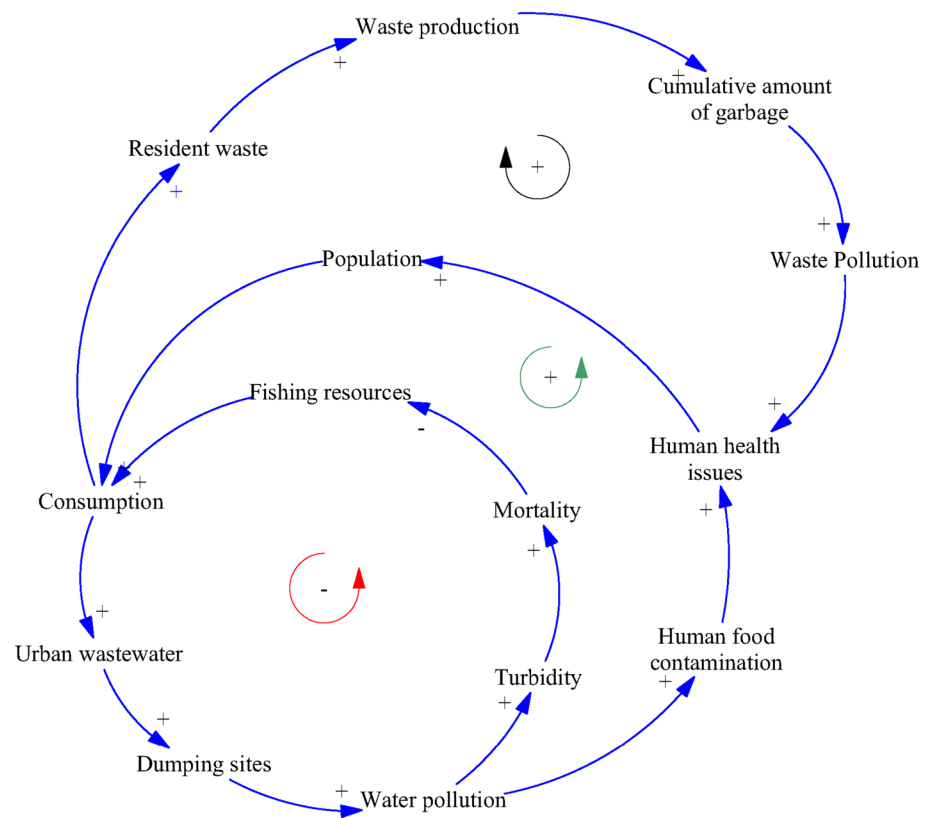 Waste production
+
+
Cumulative amount
of garbage
Resident waste
+
+
+
Waste Pollution
Population
+
+
Fishing resources
-
+
Human health
issues
+
+
Consumption
Mortality
+
+
-
+
Human food
contamination
Urban wastewater
Turbidity
+
+
+
Dumping sites
+
Water pollution